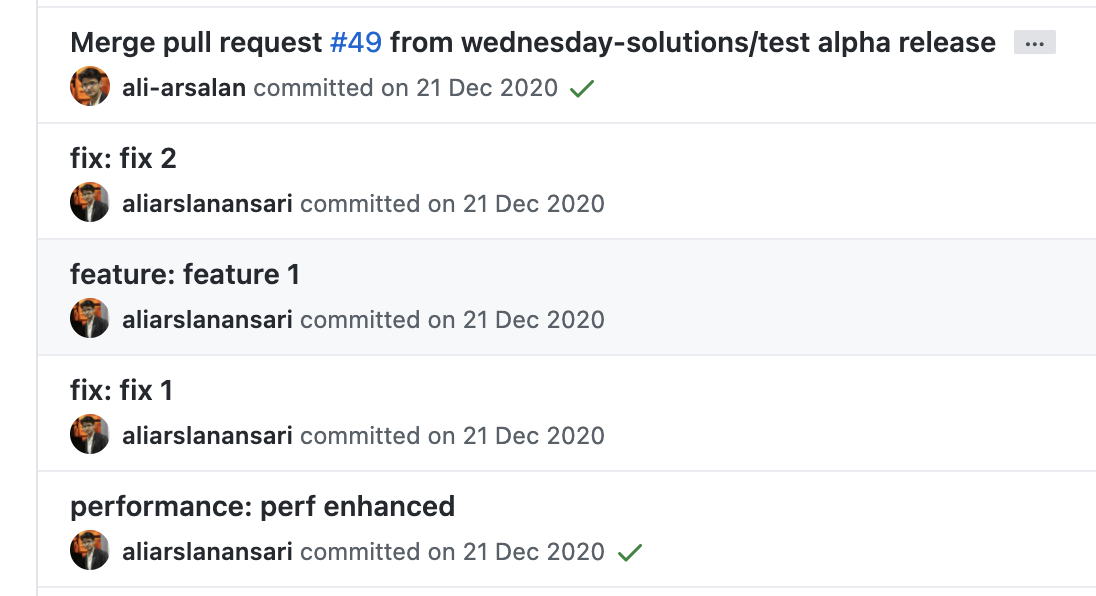 Merge pull request #49 from wednesday-solutions/test alpha release ...
ali-arsalan committed on 21 Dec 2020
fix: fix 2
aliarslanansari committed on 21 Dec 2020
feature: feature 1
aliarslanansari committed on 21 Dec 2020
fix: fix 1
aliarslanansari committed on 21 Dec 2020
performance: perf enhanced
aliarslanansari committed on 21 Dec 2020